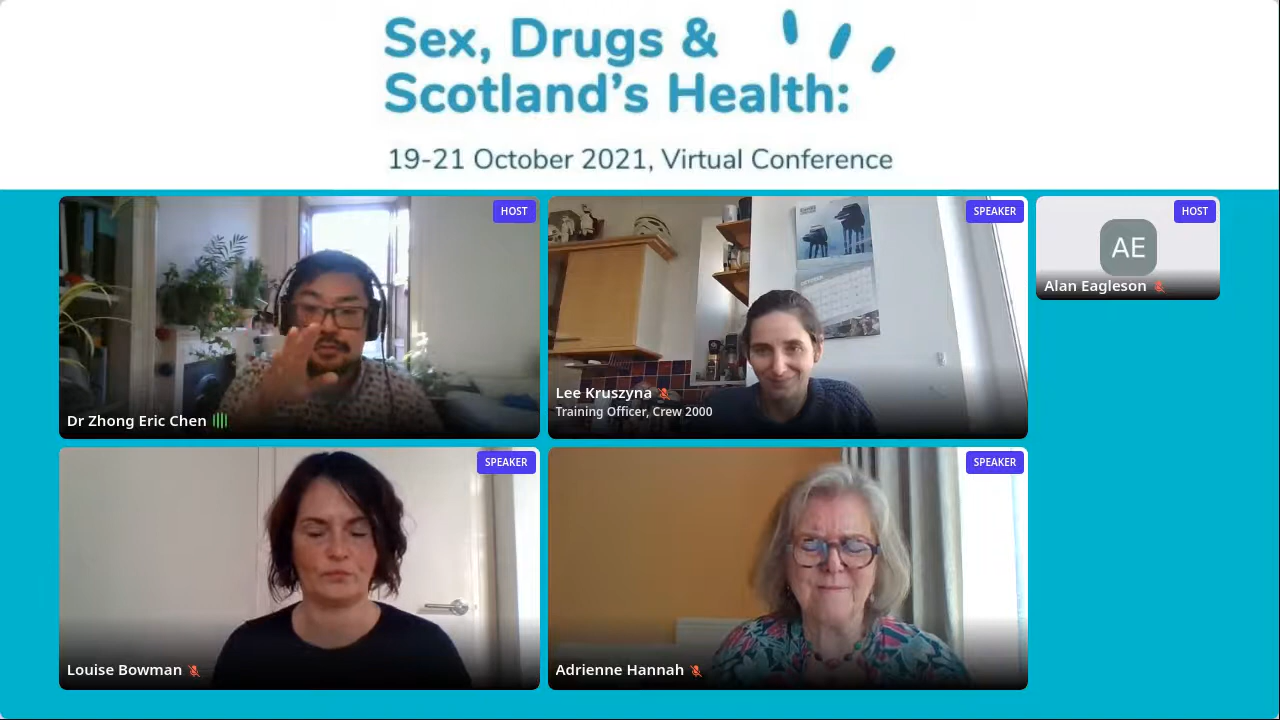 Sex, Drugs &
Scotland's Health:
19-21 October 2021, Virtual Conference
HOST
Dr Zhong Eric Chen
SPEAKER
Lee Kruszyna
Training Officer, Crew 2000
HOST
AE
Alan Eagleson
SPEAKER
Louise Bowman
SPEAKER
Adrienne Hannah